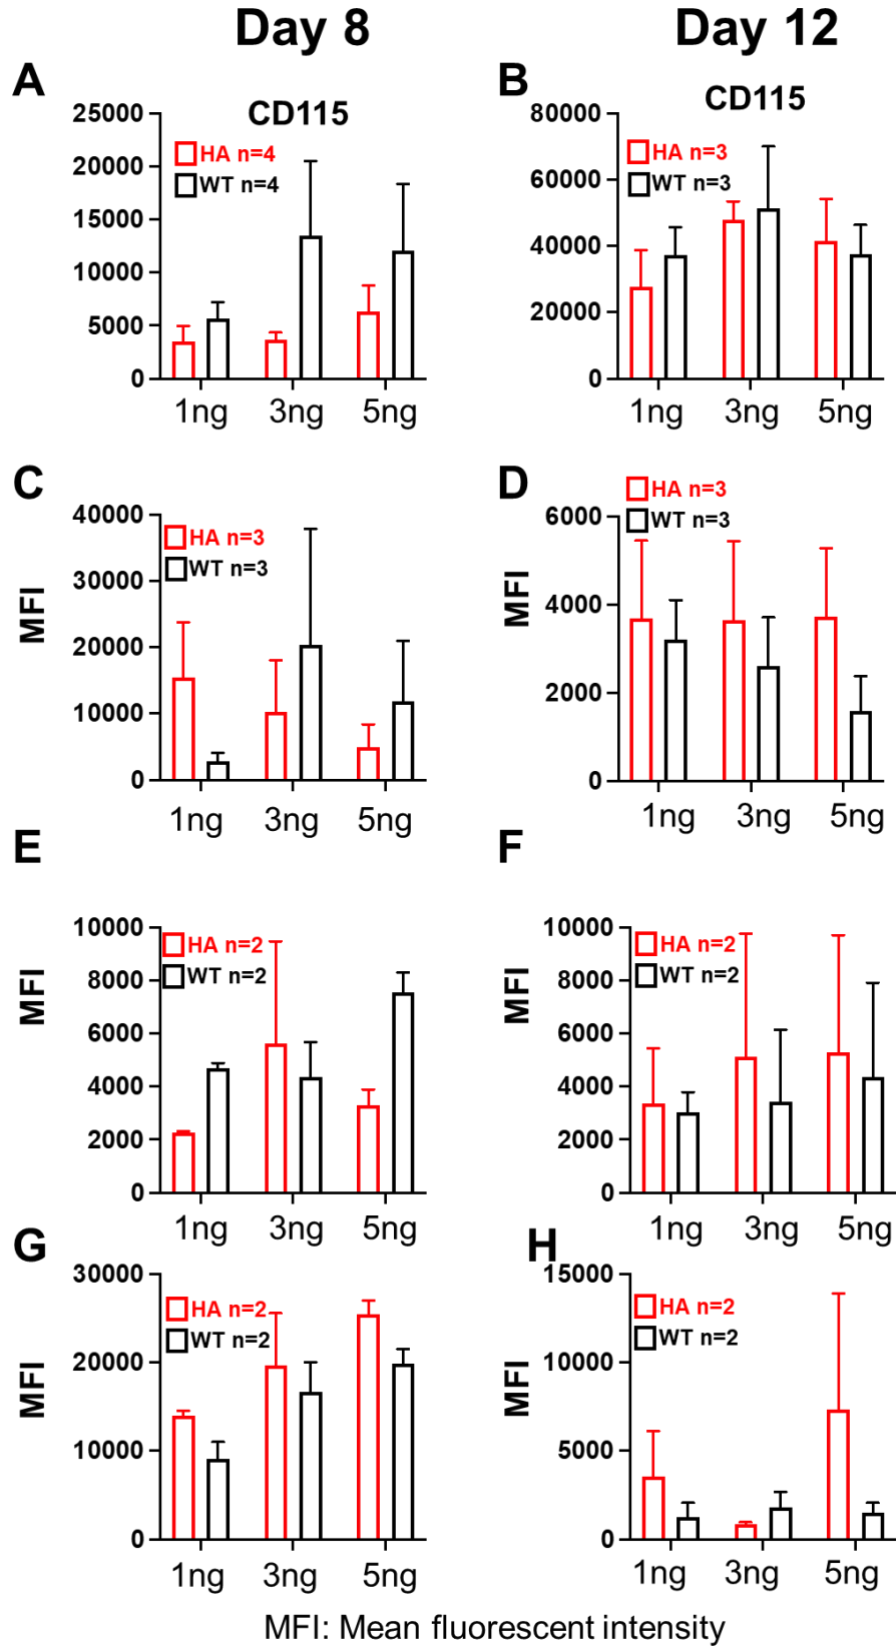 Day 8
Day 12
A
CD115
25000
20000
15000
10000
5000
0
HA n=4
WT n=4
1ng 3ng 5ng
B
CD115
80000
60000
40000
20000
0
HA n=3
WT n=3
1ng 3ng 5ng
C
MFI
40000
30000
20000
10000
0
HA n=3
WT n=3
1ng 3ng 5ng
D
MFI
6000
4000
2000
0
HA n=3
WT n=3
1ng 3ng 5ng
E
MFI
10000
8000
6000
4000
2000
0
HA n=2
WT n=2
1ng 3ng 5ng
F
MFI
10000
8000
6000
4000
2000
0
HA n=2
WT n=2
1ng 3ng 5ng
G
MFI
30000
20000
10000
0
HA n=2
WT n=2
1ng 3ng 5ng
H
MFI
15000
10000
5000
0
HA n=2
WT n=2
1ng 3ng 5ng
MFI: Mean fluorescent intensity